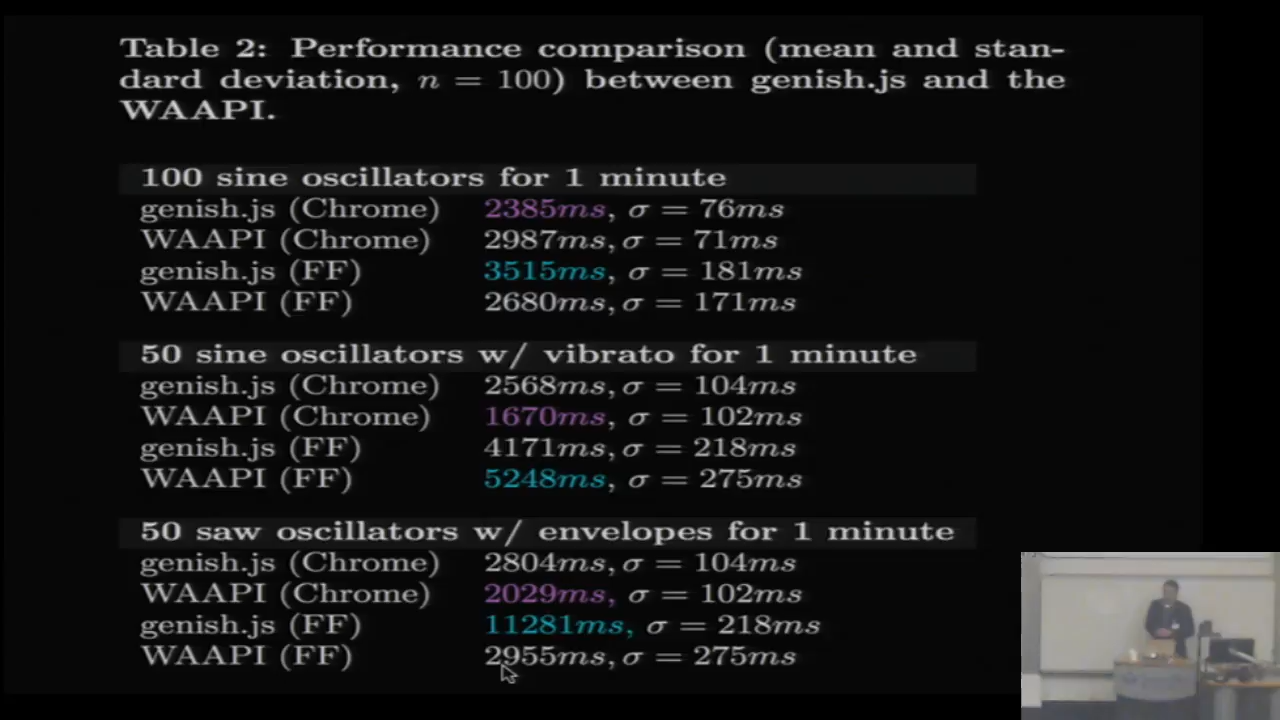 Table 2: Performance comparison (mean and stan-
dard deviation, n = 100) between genish.js and the
WAAPI.
100 sine oscillators for 1 minute
genish.js (Chrome) 2385ms, σ = 76ms
WAAPI (Chrome) 2987ms, σ = 71ms
genish.js (FF) 3515ms, σ = 181ms
WAAPI (FF) 2680ms, σ = 171ms
50 sine oscillators w/ vibrato for 1 minute
genish.js (Chrome) 2568ms, σ = 104ms
WAAPI (Chrome) 1670ms, σ = 102ms
genish.js (FF) 4171ms, σ = 218ms
WAAPI (FF) 5248ms, σ = 275ms
50 saw oscillators w/ envelopes for 1 minute
genish.js (Chrome) 2804ms, σ = 104ms
WAAPI (Chrome) 2029ms, σ = 102ms
genish.js (FF) 11281ms, σ = 218ms
WAAPI (FF) 2955ms, σ = 275ms